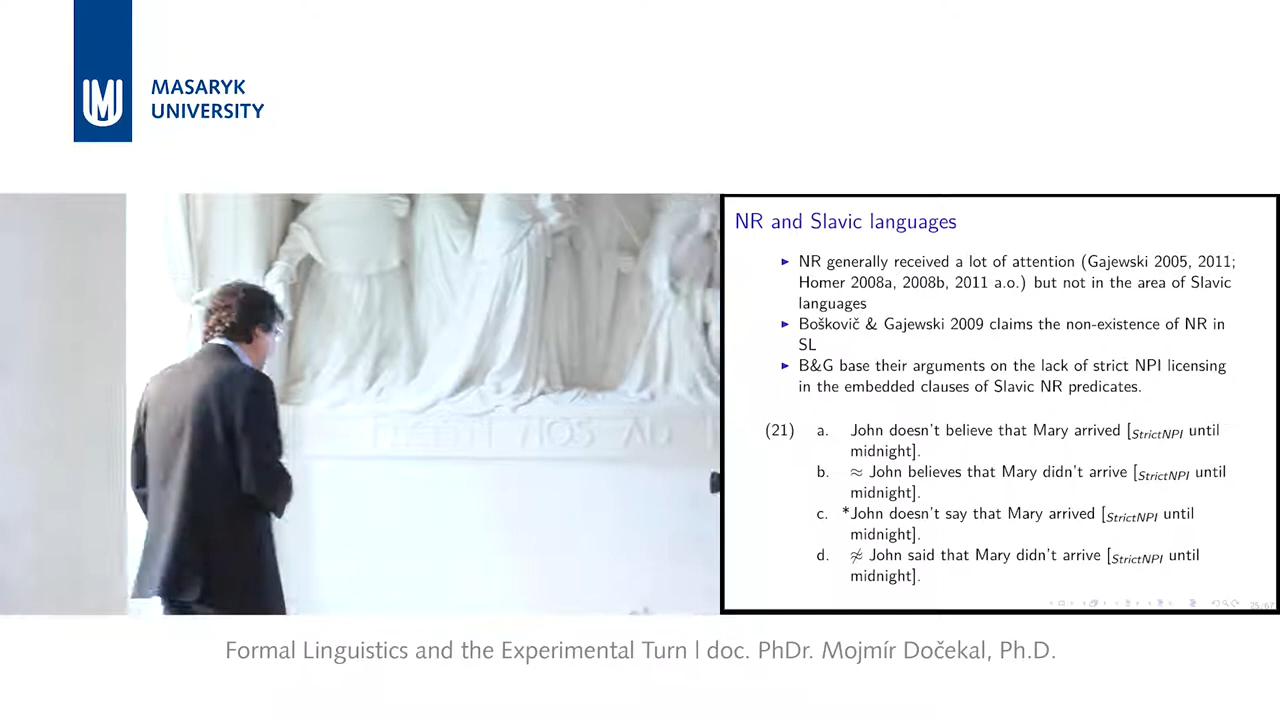 MASARYK
UNIVERSITY
NR and Slavic languages
▶ NR generally received a lot of attention (Gajewski 2005, 2011;
Homer 2008a, 2008b, 2011 a.o.) but not in the area of Slavic
languages
▶ Boškovič & Gajewski 2009 claims the non-existence of NR in
SL
▶ B&G base their arguments on the lack of strict NPI licensing
in the embedded clauses of Slavic NR predicates.
(21) a. John doesn't believe that Mary arrived [StrictNPI until
midnight].
b. ≈ John believes that Mary didn't arrive [StrictNPI until
midnight].
c. *John doesn't say that Mary arrived [StrictNPI until
midnight].
d. ≉ John said that Mary didn't arrive [StrictNPI until
midnight].
Formal Linguistics and the Experimental Turn | doc. PhDr. Mojmír Dočekal, Ph.D.